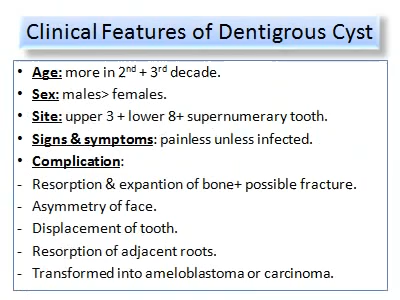 Clinical Features of Dentigrous Cyst
• Age: more in 2nd + 3rd decade.
• Sex: males> females.
• Site: upper 3 + lower 8+ supernumerary tooth.
• Signs & symptoms: painless unless infected.
• Complication:
- Resorption & expantion of bone+ possible fracture.
- Asymmetry of face.
- Displacement of tooth.
- Resorption of adjacent roots.
- Transformed into ameloblastoma or carcinoma.